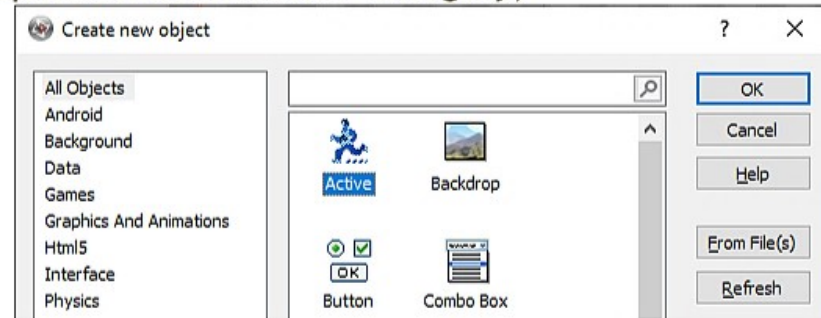 Create new object
?
All Objects
Android
Background
Data
Games
Graphics And Animations
Html5
Interface
Physics
Active
Backdrop
OK
Button
Combo Box
OK
Cancel
Help
From File(s)
Refresh